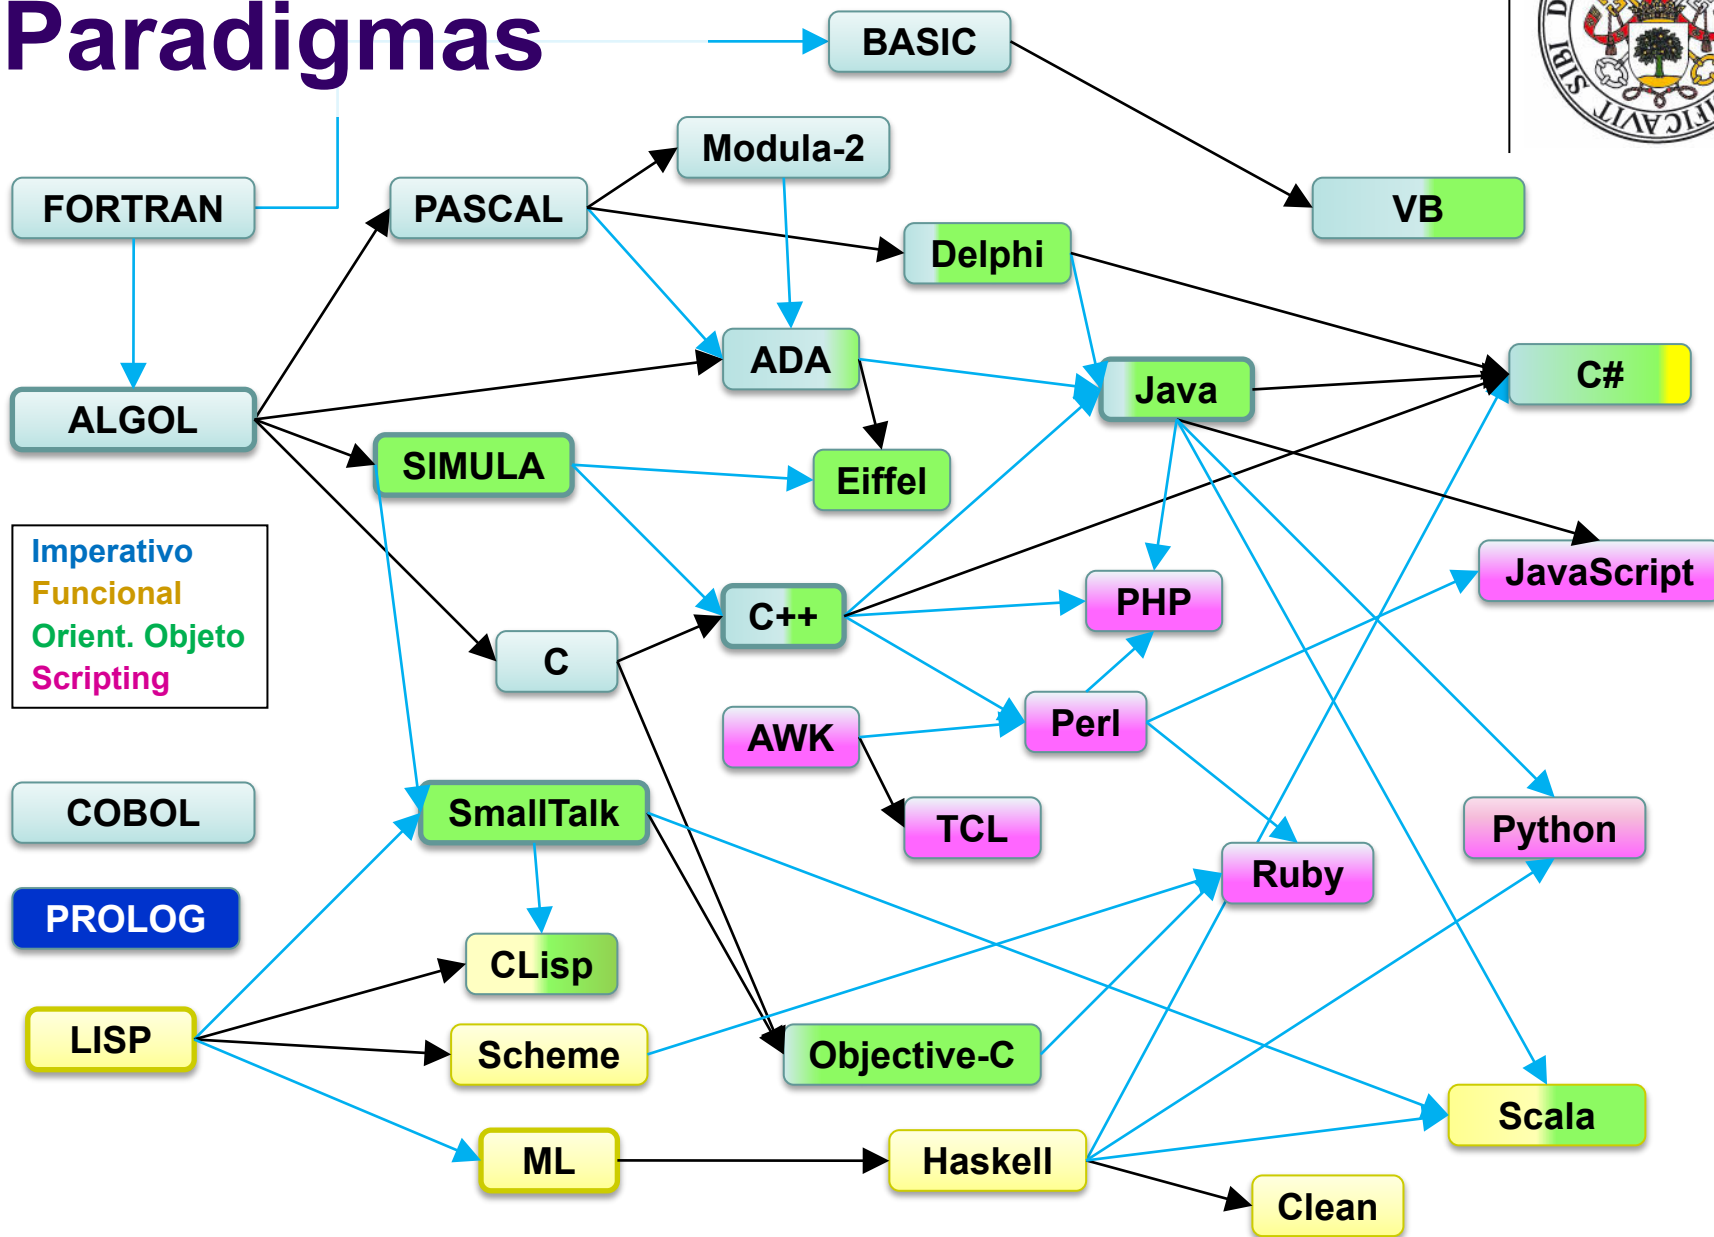 Paradigmas
BASIC
Modula-2
FORTRAN
PASCAL
VB
Delphi
ADA
Java
C#
ALGOL
SIMULA
Eiffel
Imperativo
Funcional
Orient. Objeto
Scripting
JavaScript
PHP
C++
C
Perl
AWK
COBOL
SmallTalk
TCL
Python
Ruby
PROLOG
CLisp
LISP
Scheme
Objective-C
Scala
ML
Haskell
Clean
SIBI